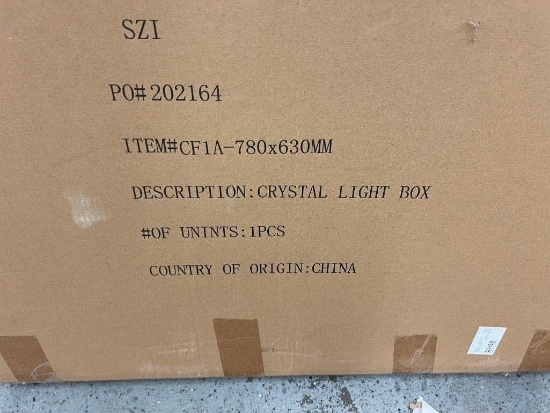 SZI
PO#202164
ITEM#CF1A-780x630MM
DESCRIPTION:CRYSTAL LIGHT BOX
#OF UNINTS:1PCS
COUNTRY OF ORIGIN:CHINA